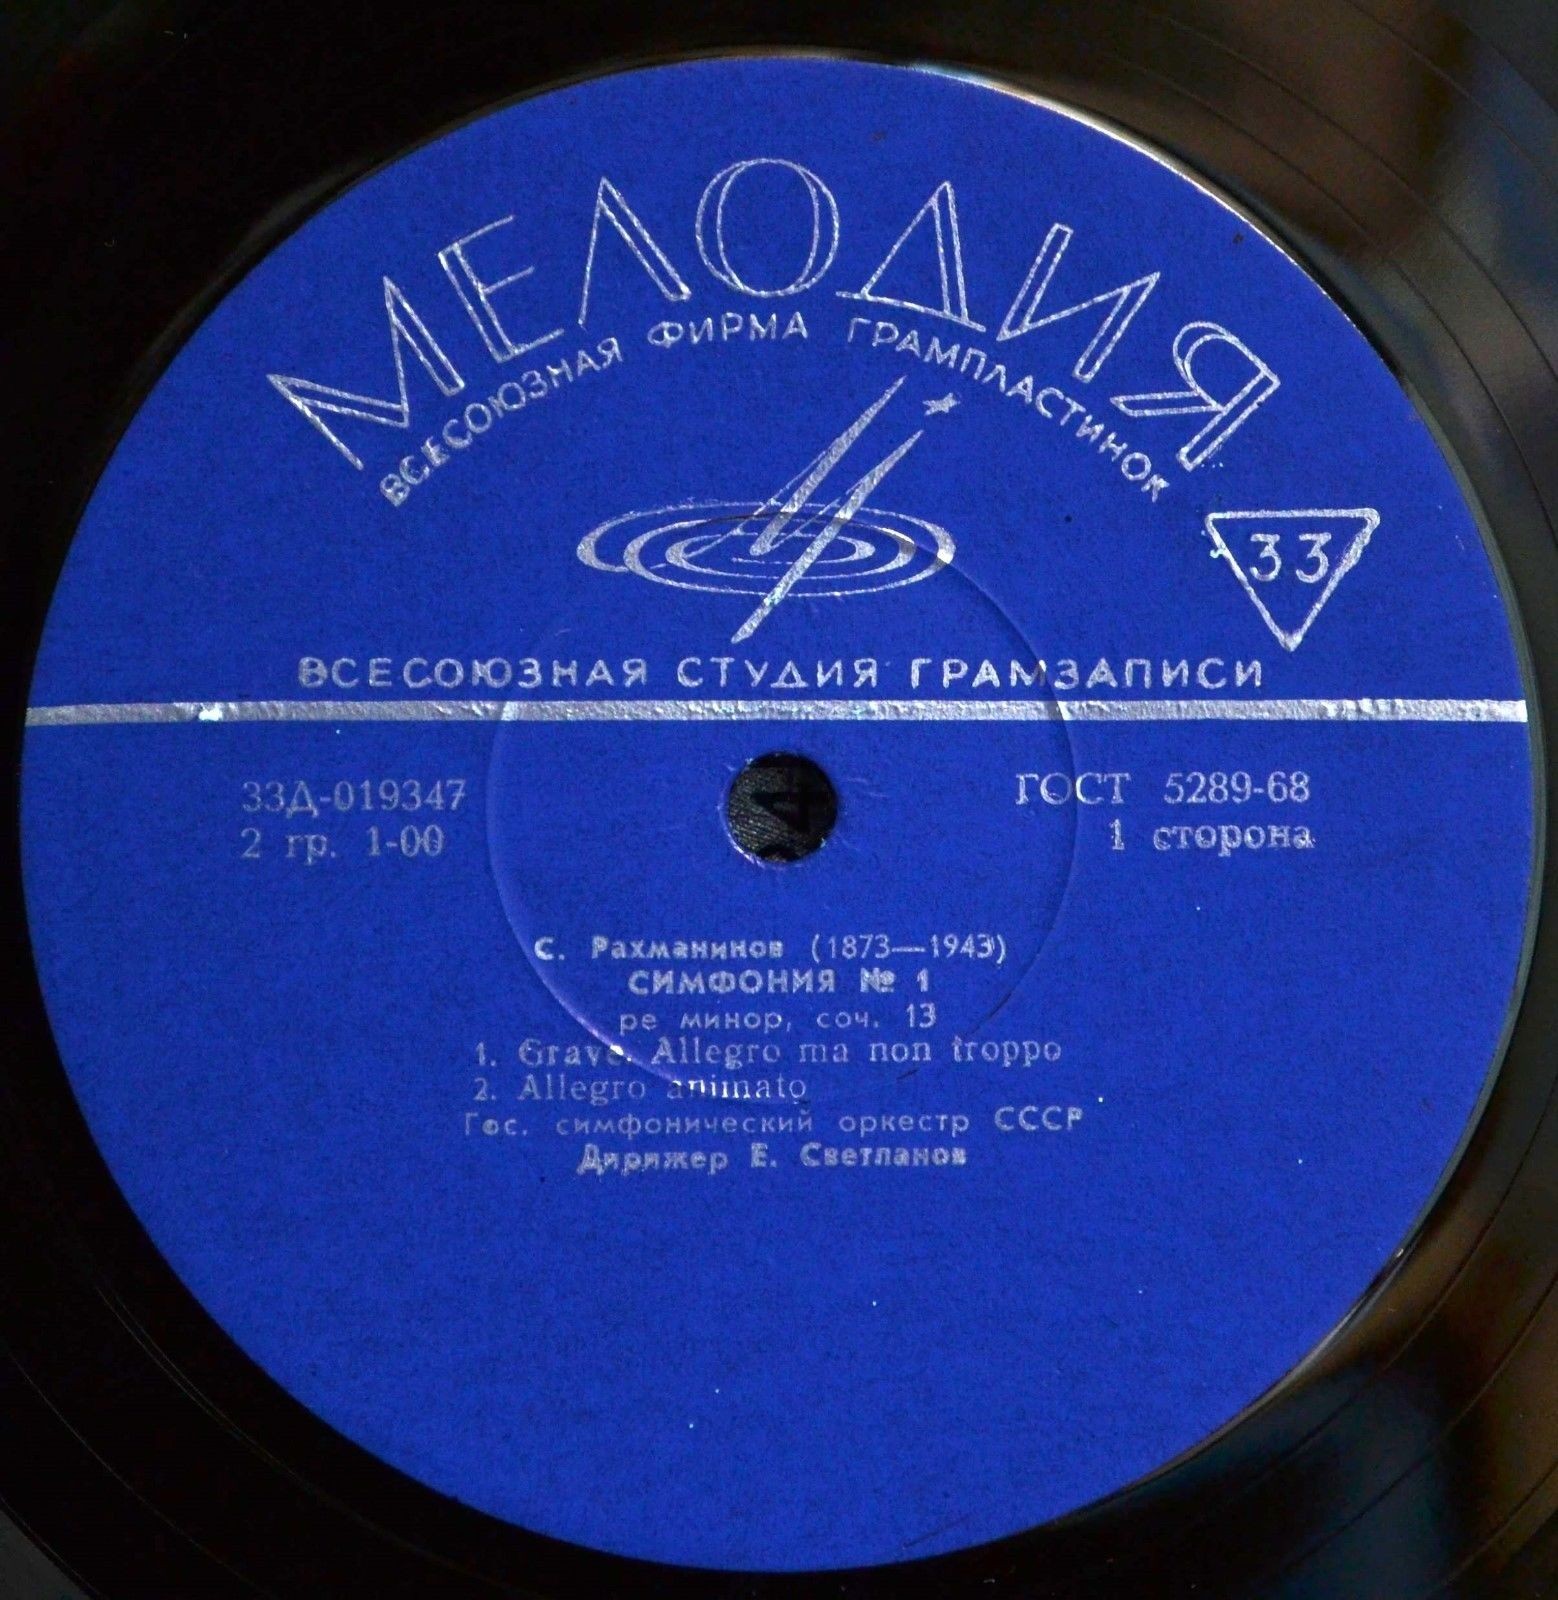 МЕЛОДИЯ
ВСЕСОЮЗНАЯ ФИРМА ГРАМПЛАСТИНОК
33
ВСЕСОЮЗНАЯ СТУДИЯ ГРАМЗАПИСИ
33Д-019347
2 гр. 1-00
ГОСТ 5289-68
1 сторона
С. Рахманинов (1873—1943)
СИМФОНИЯ № 1
ре минор, соч. 13
1. Grave. Allegro ma non troppo
2. Allegro animato
Гос. симфонический оркестр СССР
Дирижер Е. Светланов